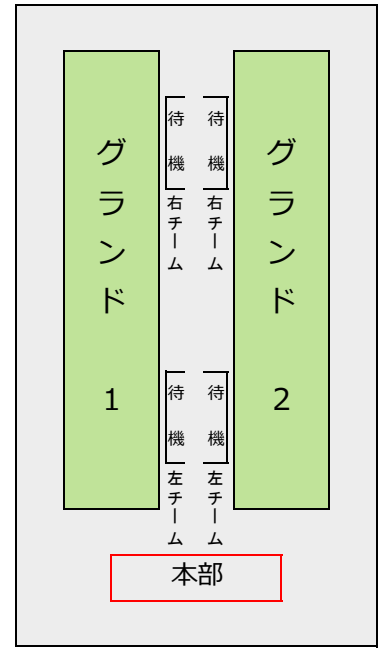 グランド 1
待機
右チーム
待機
右チーム
グランド 2
待機
左チーム
待機
左チーム
本部